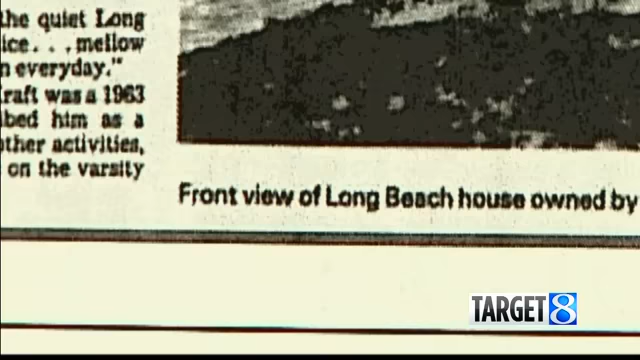 the quiet Long
ice. . . mellow
n everyday."
raft was a 1963
ibed him as a
other activities,
on the varsity
Front view of Long Beach house owned by
TARGET 8